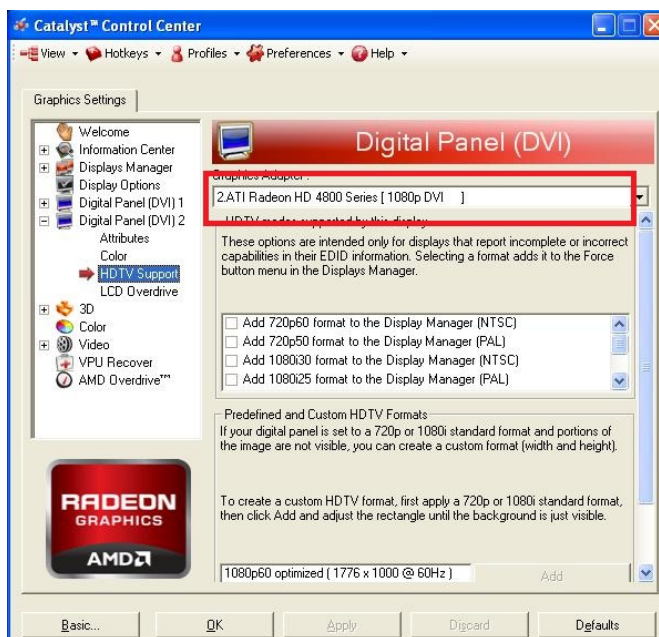 Catalyst™ Control Center
View Hotkeys Profiles Preferences Help
Graphics Settings
Welcome
Information Center
Displays Manager
Display Options
Digital Panel (DVI) 1
Digital Panel (DVI) 2
Attributes
Color
HDTV Support
LCD Overdrive
3D
Color
Video
VPU Recover
AMD Overdrive™
RADEON
GRAPHICS
AMD
Digital Panel (DVI)
Graphics Adapter :
2.ATI Radeon HD 4800 Series [ 1080p DVI ]
HDTV modes supported by this display
These options are intended only for displays that report incomplete or incorrect
capabilities in their EDID information. Selecting a format adds it to the Force
button menu in the Displays Manager.
Add 720p60 format to the Display Manager (NTSC)
Add 720p50 format to the Display Manager (PAL)
Add 1080i30 format to the Display Manager (NTSC)
Add 1080i25 format to the Display Manager (PAL)
Predefined and Custom HDTV Formats
If your digital panel is set to a 720p or 1080i standard format and portions of
the image are not visible, you can create a custom format (width and height).
To create a custom HDTV format, first apply a 720p or 1080i standard format,
then click Add and adjust the rectangle until the background is just visible.
1080p60 optimized ( 1776 x 1000 @ 60Hz ) Add
Basic... OK Apply Discard Defaults